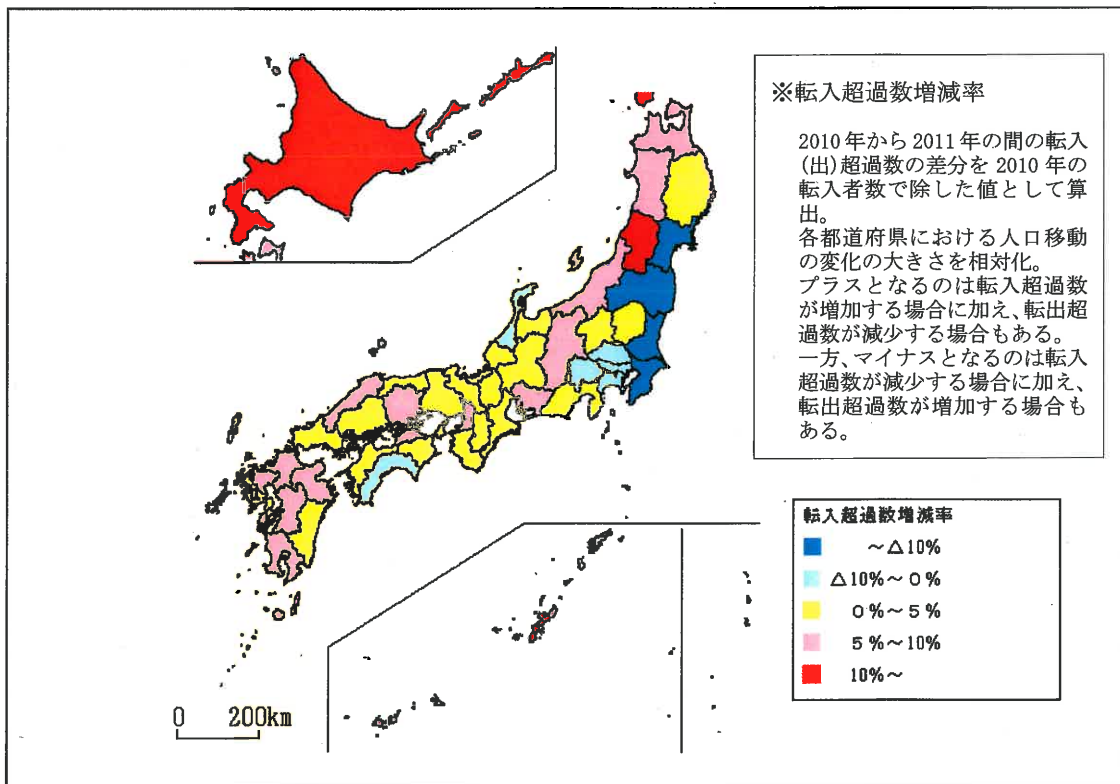 ※転入超過数増減率
2010年から2011年の間の転入
(出)超過数の差分を2010年の
転入者数で除した値として算
出。
各都道府県における人口移動
の変化の大きさを相対化。
プラスとなるのは転入超過数
が増加する場合に加え、転出超
過数が減少する場合もある。
一方、マイナスとなるのは転入
超過数が減少する場合に加え、
転出超過数が増加する場合も
ある。
転入超過数増減率
～△10%
△10%～0%
0%～5%
5%～10%
10%～
0 200km